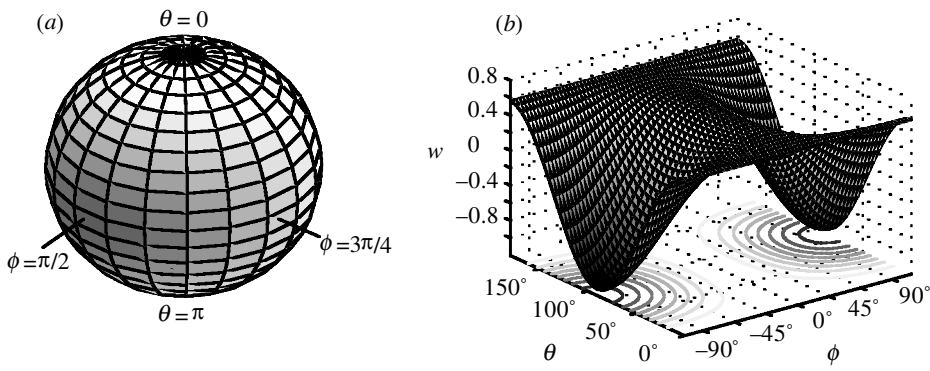 (a)
θ = 0
ϕ = π/2
ϕ = 3π/4
θ = π
(b)
0.8
0.4
0
–0.4
–0.8
w
150°
100°
50°
0°
θ
–90°
–45°
0°
45°
90°
ϕ